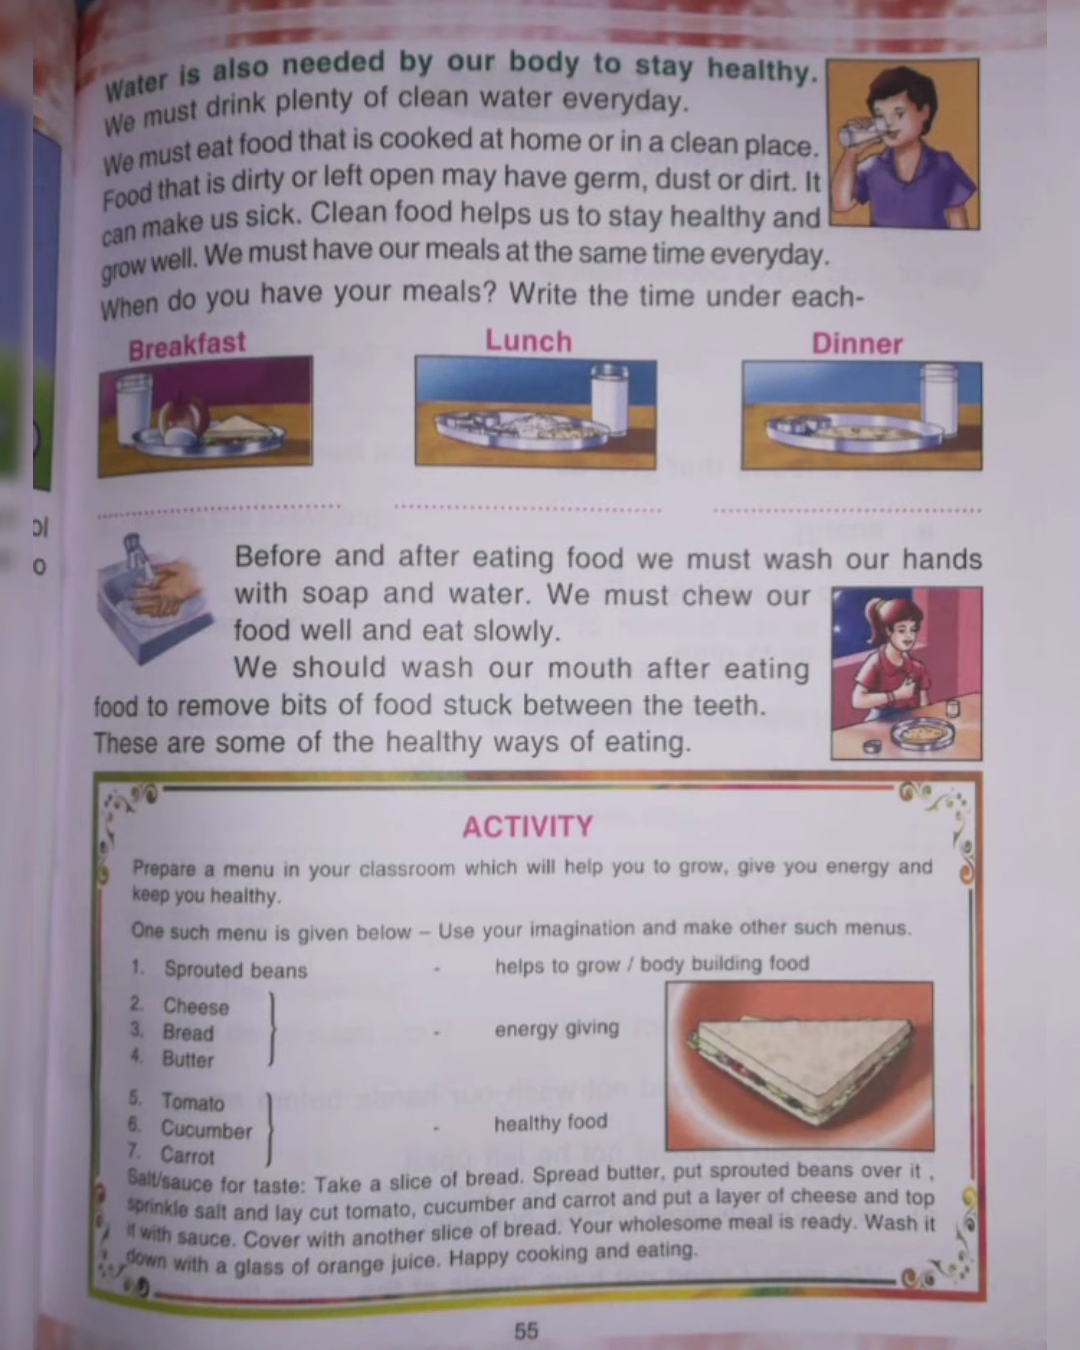 Water is also needed by our body to stay healthy.
We must drink plenty of clean water everyday.
We must eat food that is cooked at home or in a clean place.
Food that is dirty or left open may have germ, dust or dirt. It
can make us sick. Clean food helps us to stay healthy and
grow well. We must have our meals at the same time everyday.
When do you have your meals? Write the time under each-
Breakfast Lunch Dinner
Before and after eating food we must wash our hands
with soap and water. We must chew our
food well and eat slowly.
We should wash our mouth after eating
food to remove bits of food stuck between the teeth.
These are some of the healthy ways of eating.
ACTIVITY
Prepare a menu in your classroom which will help you to grow, give you energy and
keep you healthy.
One such menu is given below – Use your imagination and make other such menus.
1. Sprouted beans - helps to grow / body building food
2. Cheese
3. Bread - energy giving
4. Butter
5. Tomato
6. Cucumber - healthy food
7. Carrot
Salt/sauce for taste: Take a slice of bread. Spread butter, put sprouted beans over it ,
sprinkle salt and lay cut tomato, cucumber and carrot and put a layer of cheese and top
it with sauce. Cover with another slice of bread. Your wholesome meal is ready. Wash it
down with a glass of orange juice. Happy cooking and eating.
55